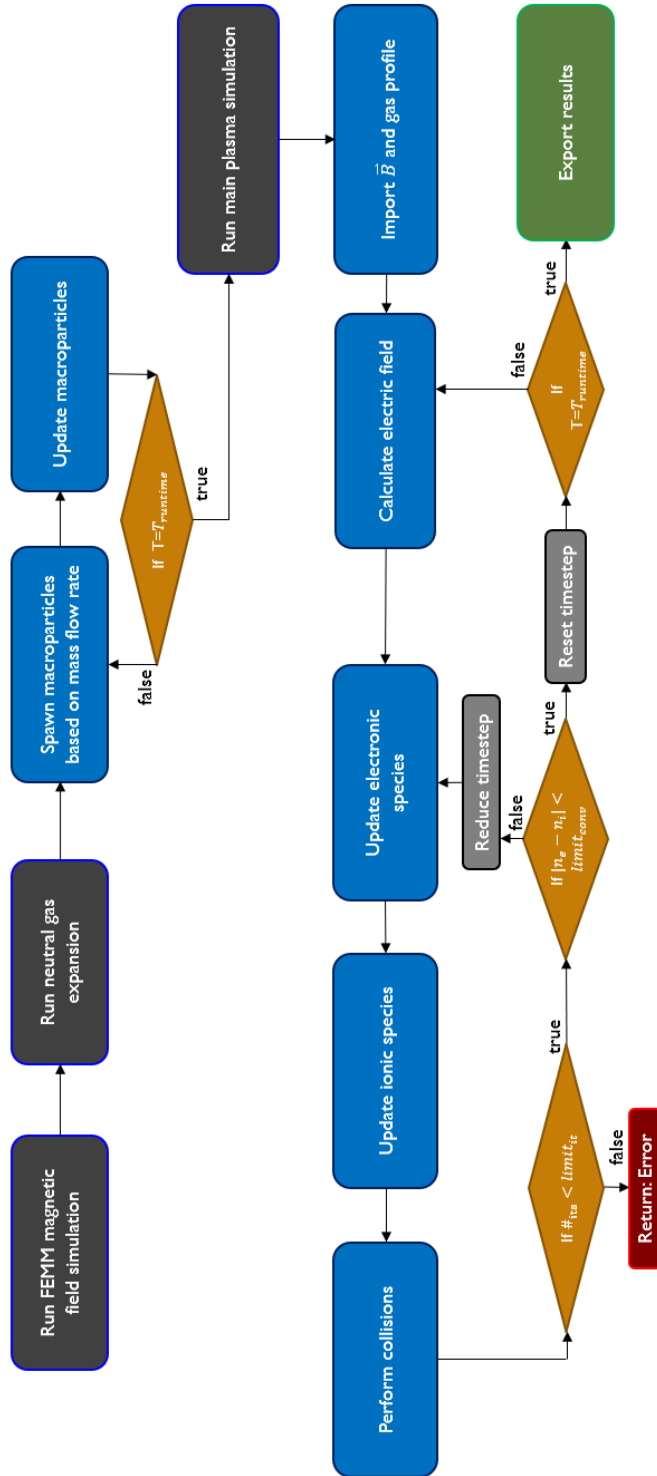 Run FEMM magnetic
field simulation
Run neutral gas
expansion
Spawn macroparticles
based on mass flow rate
Update macroparticles
If T=T_runtime
false
true
Run main plasma simulation
Import B⃗ and gas profile
Calculate electric field
Update electronic
species
Update ionic species
Perform collisions
If #_its < limit_it
false
Return: Error
true
If |n_e − n_i| <
limit_conv
false
Reduce timestep
true
Reset timestep
If
T=T_runtime
false
true
Export results